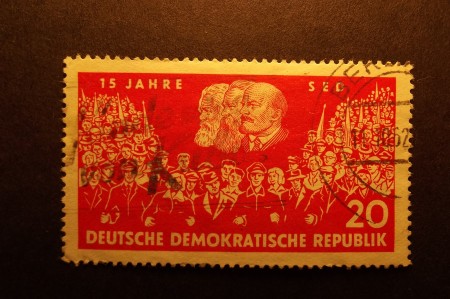 15 JAHRE SED
20
DEUTSCHE DEMOKRATISCHE REPUBLIK